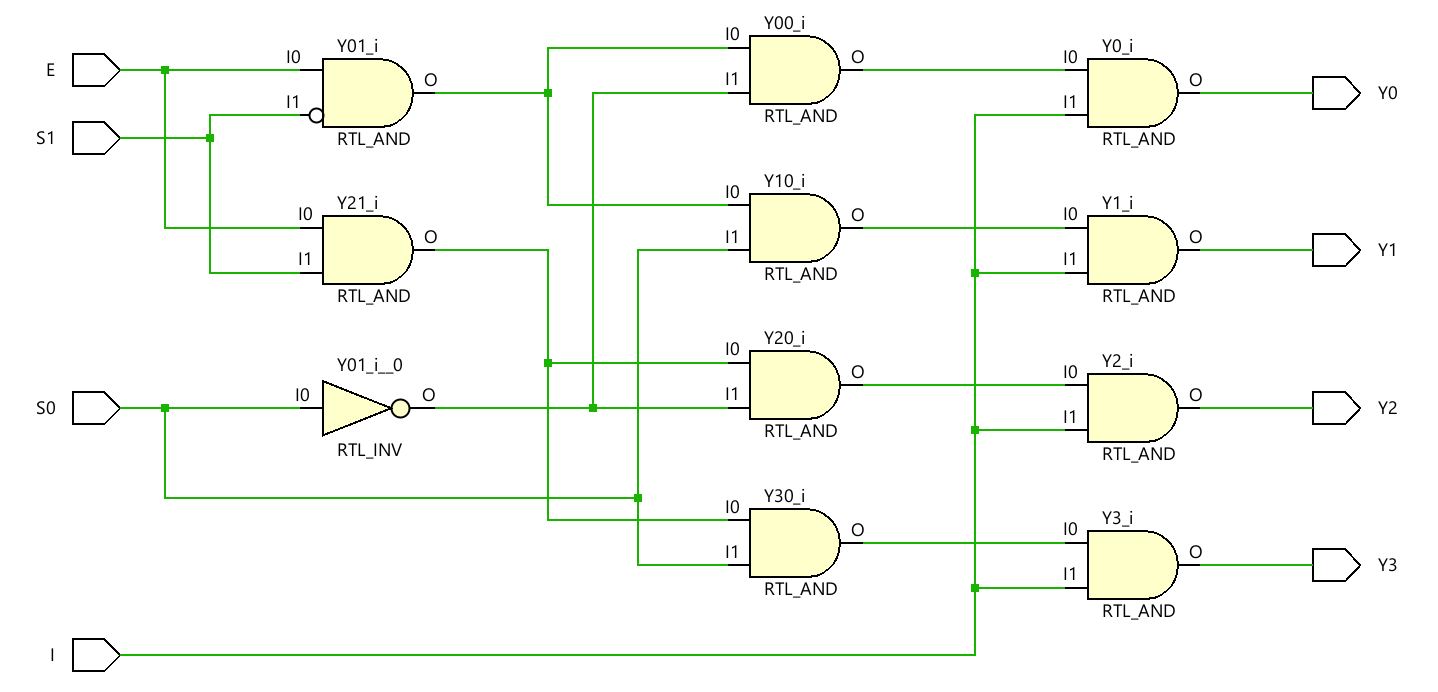 Y00_i
Y01_i
Y0_i
I0
O
I0
I0
E
O
O
I1
Y0
I1
I1
RTL_AND
S1
RTL_AND
RTL_AND
Y10_i
Y21_i
Y1_i
I0
O
I0
I0
O
O
I1
Y1
I1
I1
RTL_AND
RTL_AND
RTL_AND
Y20_i
Y01_i__0
Y2_i
I0
O
I0
I0
O
O
I1
S0
Y2
I1
RTL_AND
RTL_INV
RTL_AND
Y30_i
Y3_i
I0
O
I0
O
I1
Y3
I1
RTL_AND
RTL_AND
I